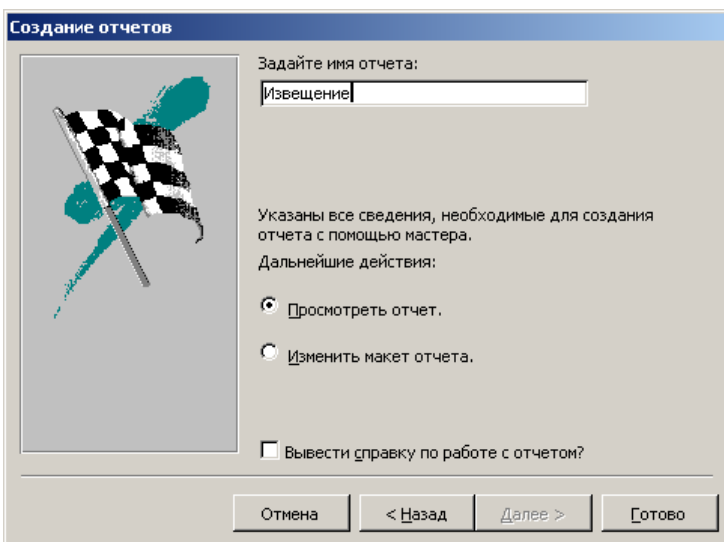 Создание отчетов
Задайте имя отчета:
Извещение
Указаны все сведения, необходимые для создания
отчета с помощью мастера.
Дальнейшие действия:
Просмотреть отчет.
Изменить макет отчета.
Вывести справку по работе с отчетом?
Отмена
< Назад
Далее >
Готово